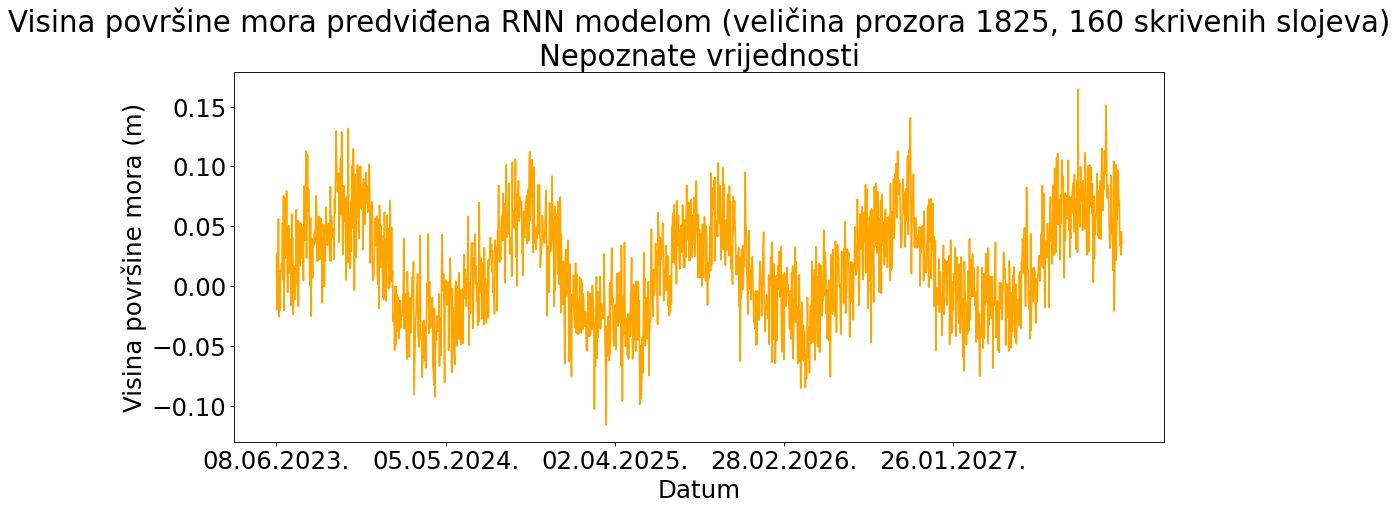 Visina površine mora predviđena RNN modelom (veličina prozora 1825, 160 skrivenih slojeva)
Nepoznate vrijednosti
Visina površine mora (m)
0.15
0.10
0.05
0.00
−0.05
−0.10
08.06.2023. 05.05.2024. 02.04.2025. 28.02.2026. 26.01.2027.
Datum